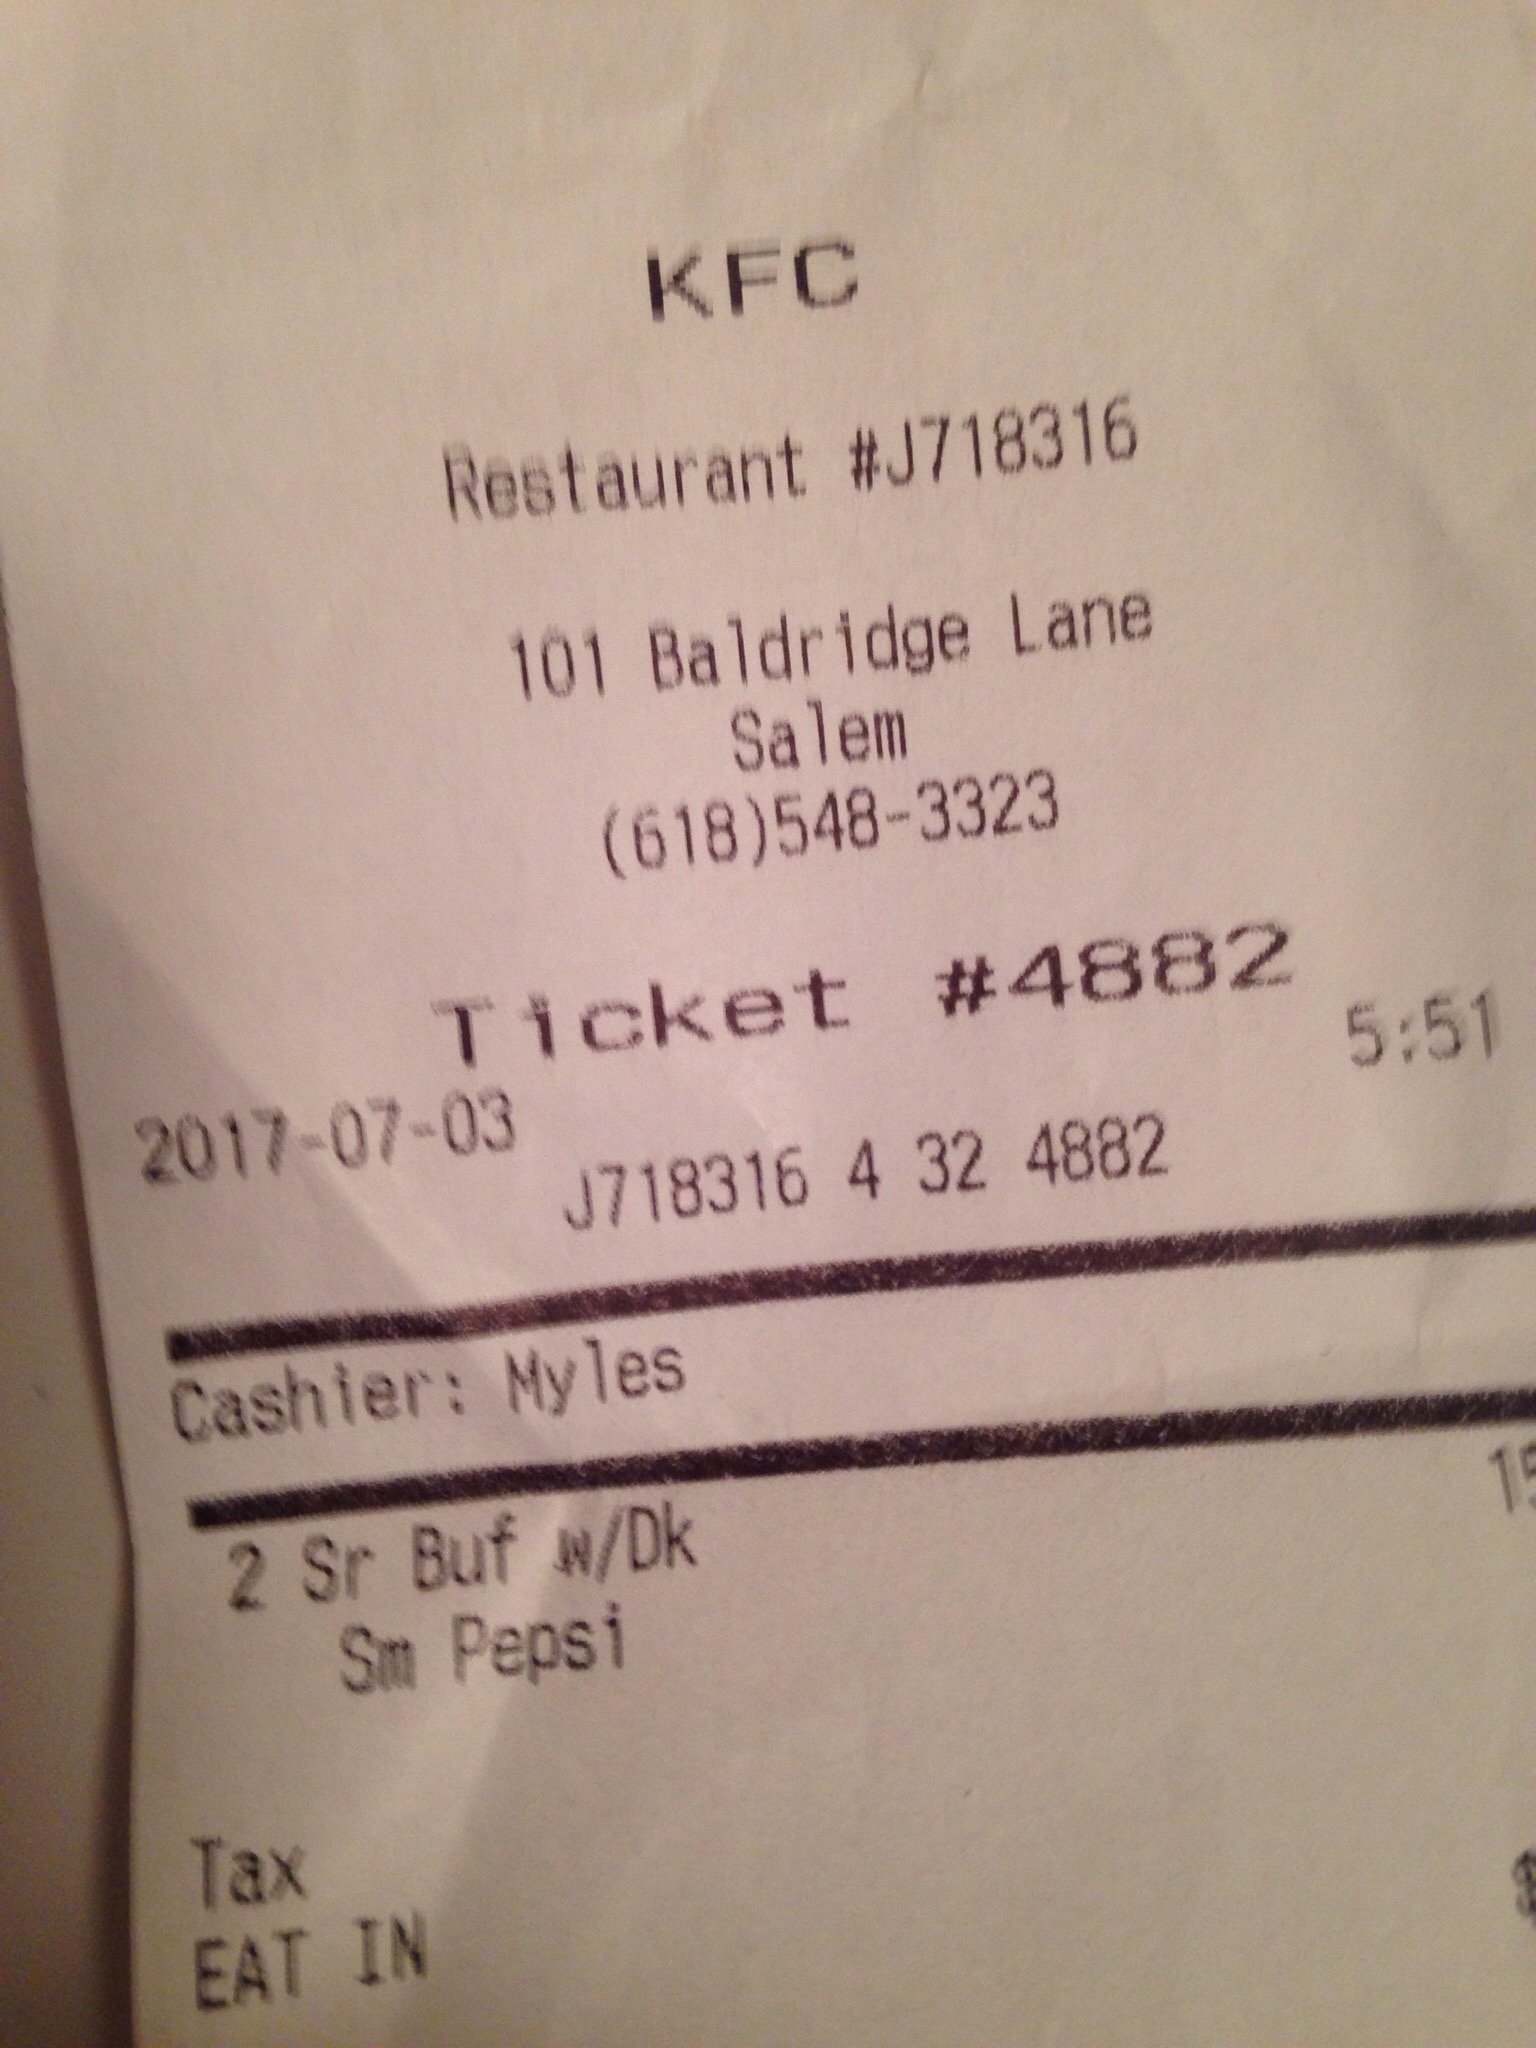 KFC
Restaurant #J718316
101 Baldridge Lane
Salem
(618)548-3323
Ticket #4882
2017-07-03 5:51
J718316 4 32 4882
Cashier: Myles
2 Sr Buf w/Dk 15
Sm Pepsi
Tax
EAT IN